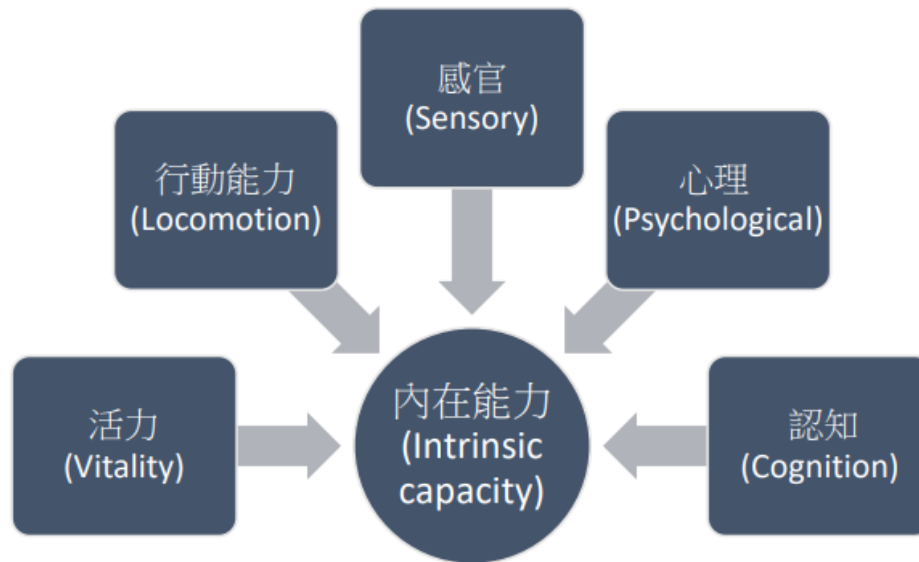 感官
(Sensory)
行動能力
(Locomotion)
心理
(Psychological)
活力
(Vitality)
內在能力
(Intrinsic
capacity)
認知
(Cognition)